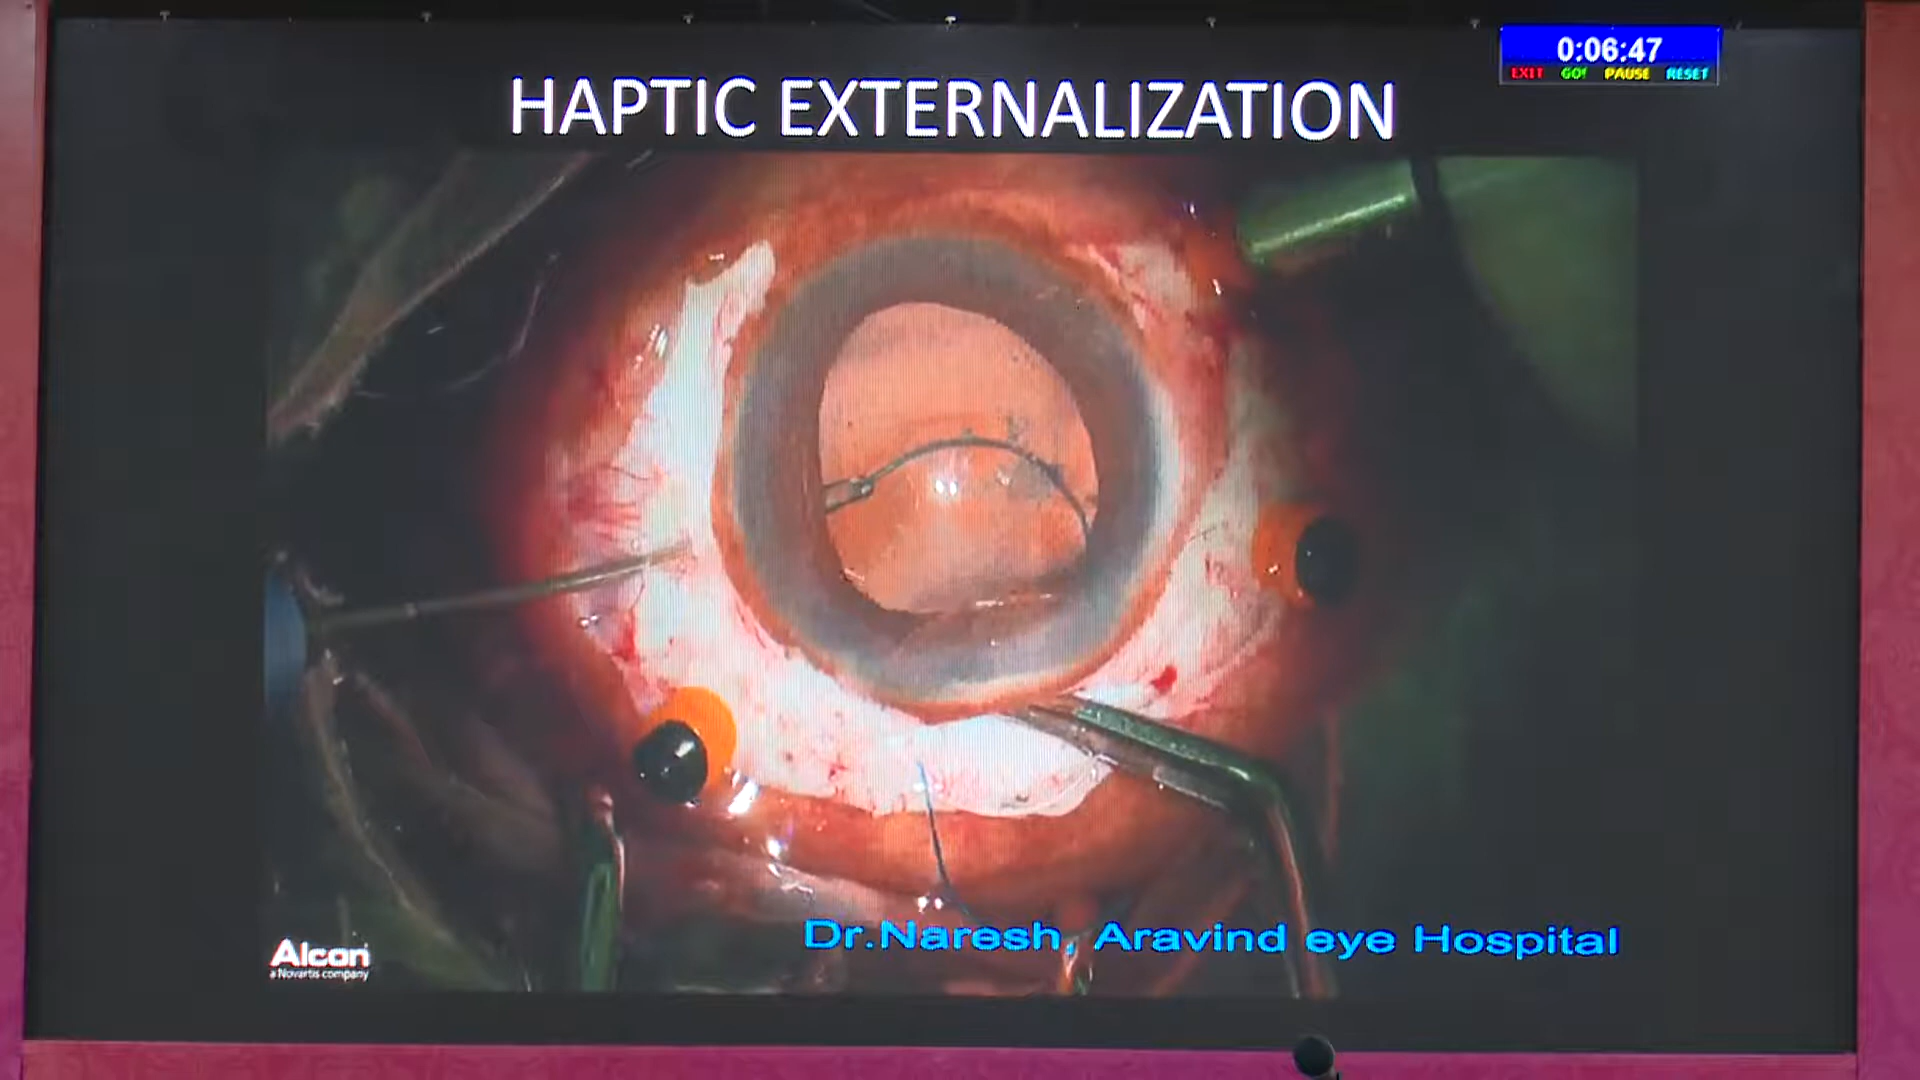 0:06:47
EXIT GO! PAUSE RESET
HAPTIC EXTERNALIZATION
Dr.Naresh, Aravind eye Hospital
Alcon
a Novartis company